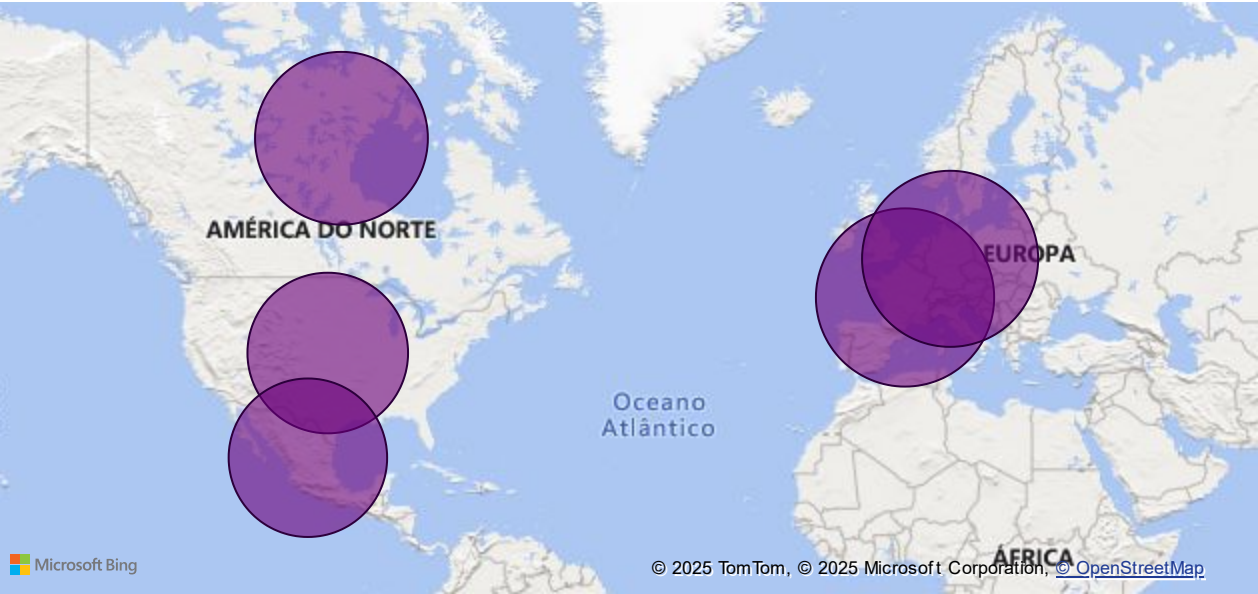 AMÉRICA DO NORTE
EUROPA
Oceano
Atlântico
ÁFRICA
Microsoft Bing
© 2025 TomTom, © 2025 Microsoft Corporation, © OpenStreetMap